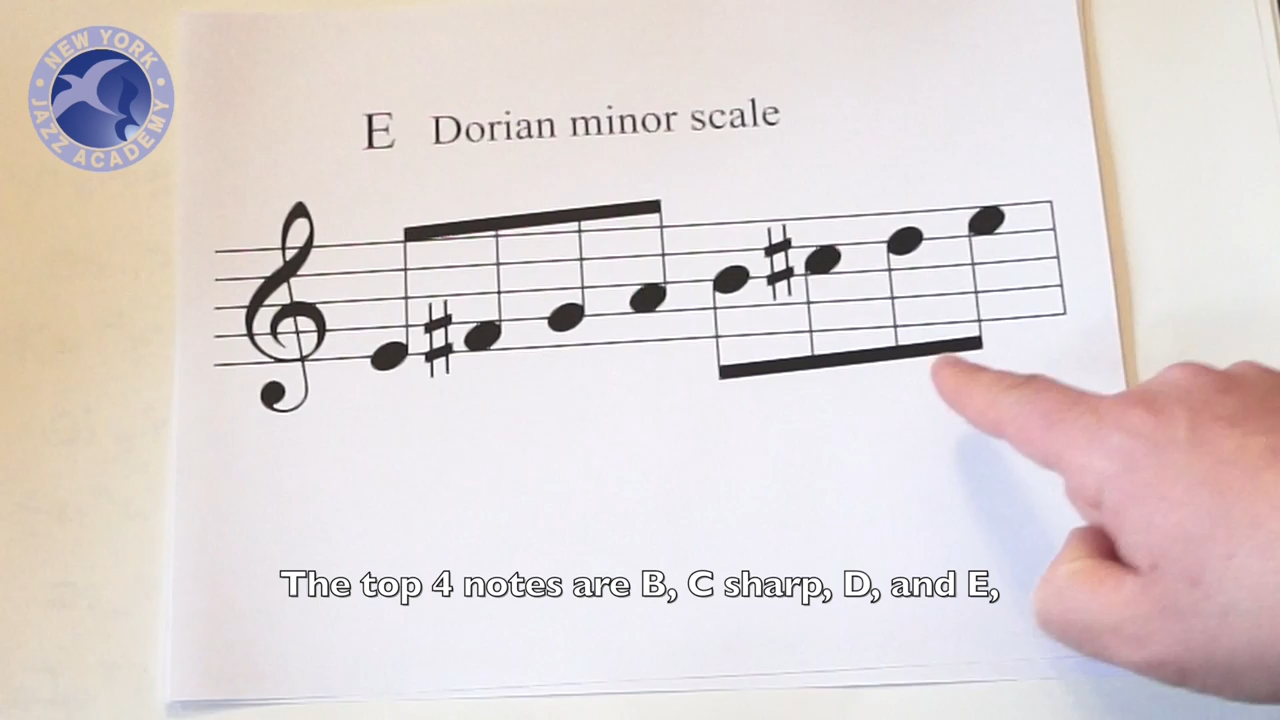 NEW YORK
JAZZ ACADEMY
E Dorian minor scale
The top 4 notes are B, C sharp, D, and E,